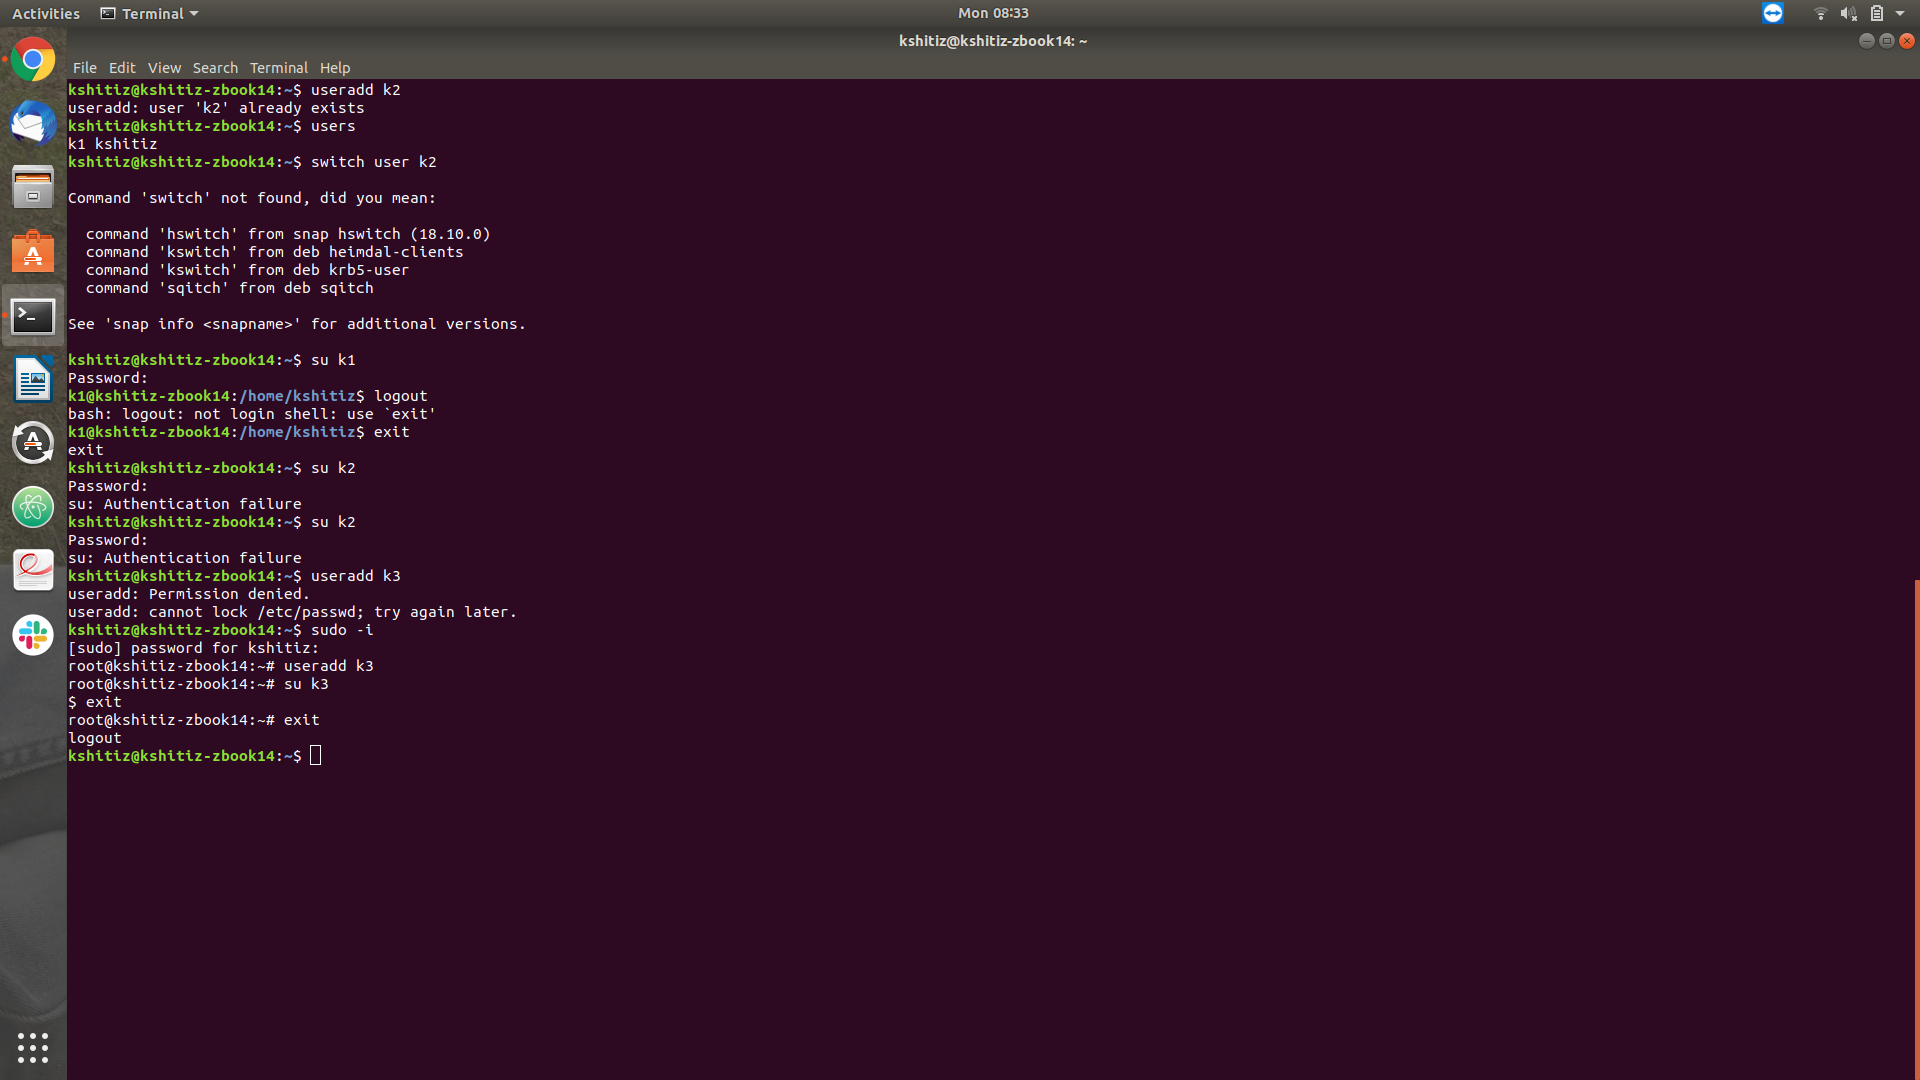 Activities Terminal Mon 08:33
kshitiz@kshitiz-zbook14: ~
File Edit View Search Terminal Help
kshitiz@kshitiz-zbook14:~$ useradd k2
useradd: user 'k2' already exists
kshitiz@kshitiz-zbook14:~$ users
k1 kshitiz
kshitiz@kshitiz-zbook14:~$ switch user k2
Command 'switch' not found, did you mean:
  command 'hswitch' from snap hswitch (18.10.0)
  command 'kswitch' from deb heimdal-clients
  command 'kswitch' from deb krb5-user
  command 'sqitch' from deb sqitch
See 'snap info <snapname>' for additional versions.
kshitiz@kshitiz-zbook14:~$ su k1
Password:
k1@kshitiz-zbook14:/home/kshitiz$ logout
bash: logout: not login shell: use `exit'
k1@kshitiz-zbook14:/home/kshitiz$ exit
exit
kshitiz@kshitiz-zbook14:~$ su k2
Password:
su: Authentication failure
kshitiz@kshitiz-zbook14:~$ su k2
Password:
su: Authentication failure
kshitiz@kshitiz-zbook14:~$ useradd k3
useradd: Permission denied.
useradd: cannot lock /etc/passwd; try again later.
kshitiz@kshitiz-zbook14:~$ sudo -i
[sudo] password for kshitiz:
root@kshitiz-zbook14:~# useradd k3
root@kshitiz-zbook14:~# su k3
$ exit
root@kshitiz-zbook14:~# exit
logout
kshitiz@kshitiz-zbook14:~$